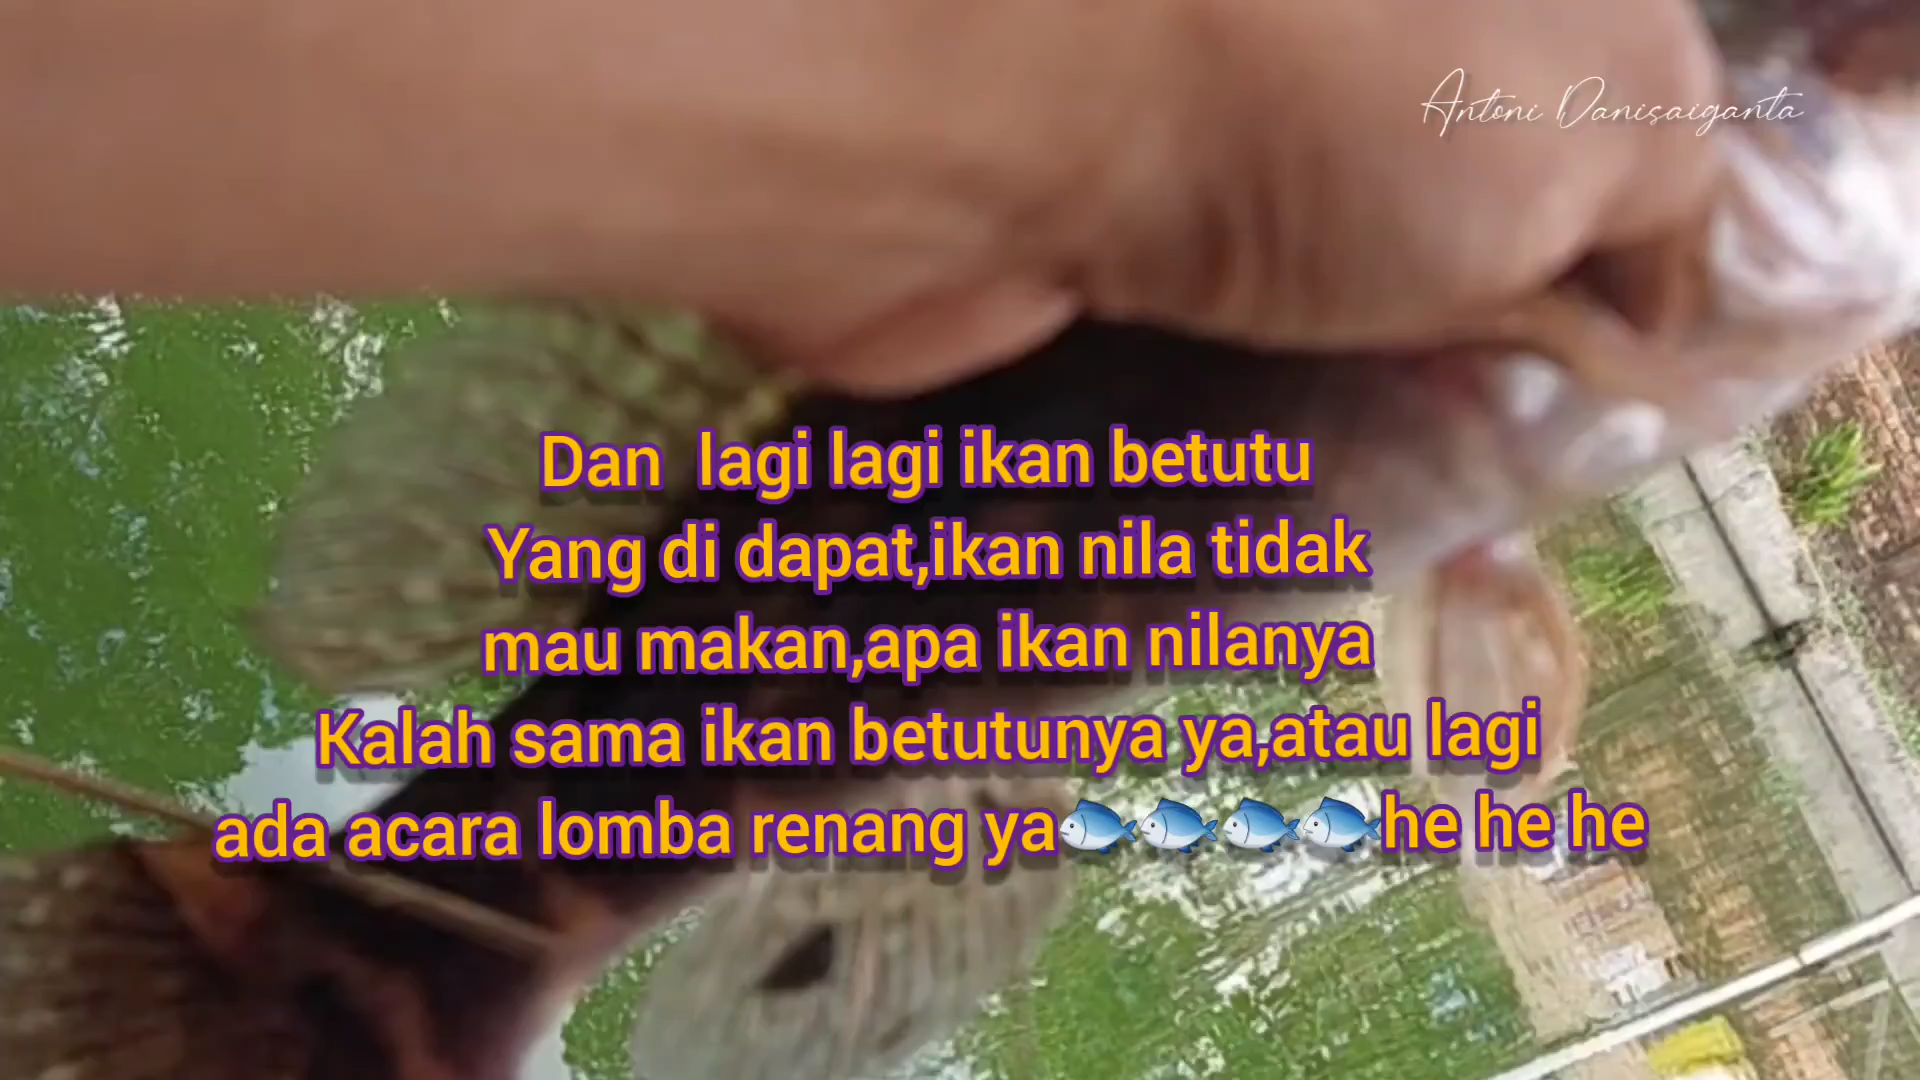 Antoni Danisaiganta
Dan lagi lagi ikan betutu
Yang di dapat,ikan nila tidak
mau makan,apa ikan nilanya
Kalah sama ikan betutunya ya,atau lagi
ada acara lomba renang ya🐟🐟🐟🐟he he he